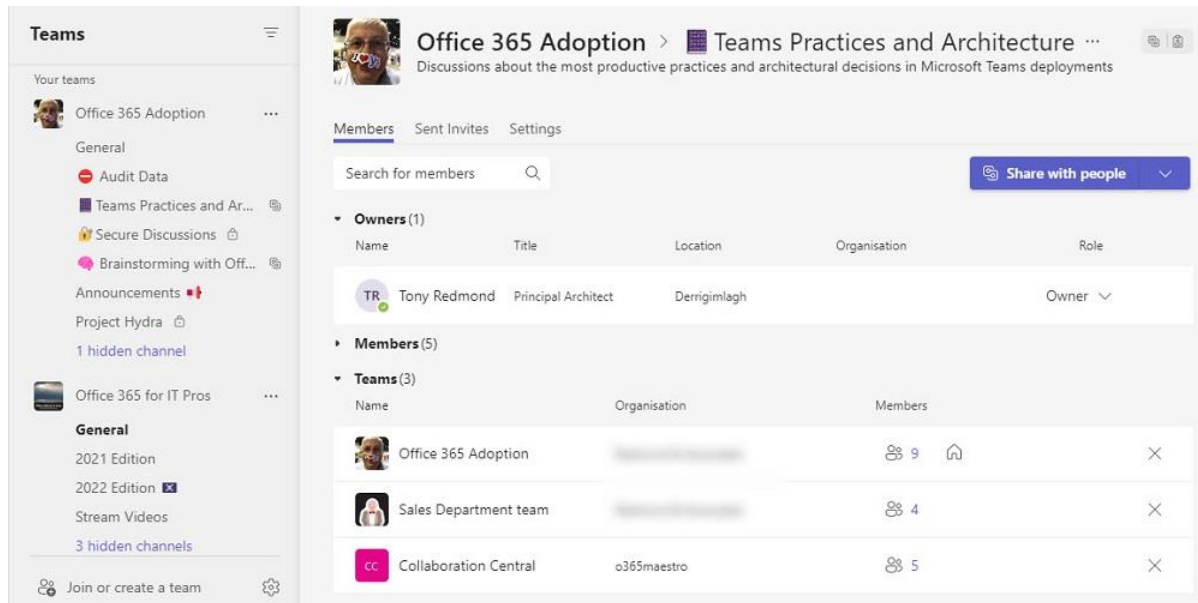 Teams
Your teams
Office 365 Adoption
General
Audit Data
Teams Practices and Ar...
Secure Discussions
Brainstorming with Off...
Announcements
Project Hydra
1 hidden channel
Office 365 for IT Pros
General
2021 Edition
2022 Edition
Stream Videos
3 hidden channels
Join or create a team
Office 365 Adoption > Teams Practices and Architecture ...
Discussions about the most productive practices and architectural decisions in Microsoft Teams deployments
Members Sent Invites Settings
Search for members
Share with people
Owners (1)
Name Title Location Organisation Role
TR Tony Redmond Principal Architect Derrigimlagh Owner
Members (5)
Teams (3)
Name Organisation Members
Office 365 Adoption 9
Sales Department team 4
CC Collaboration Central o365maestro 5